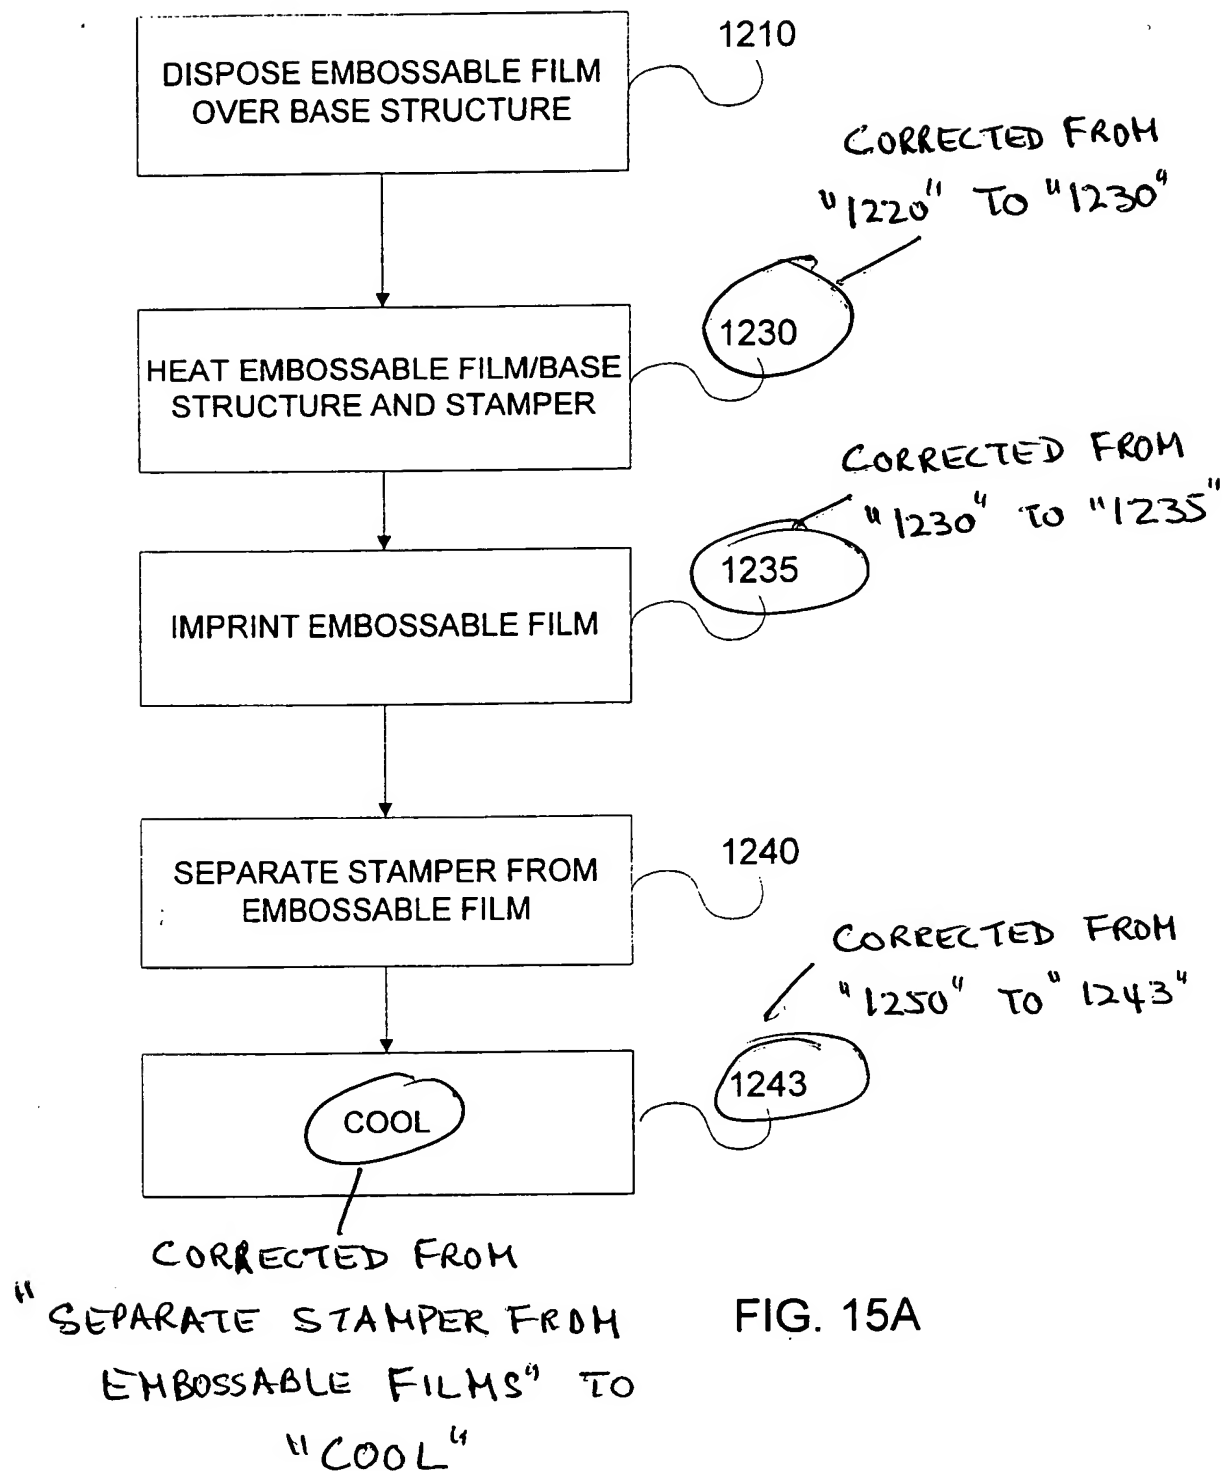 1210
DISPOSE EMBOSSABLE FILM
OVER BASE STRUCTURE
CORRECTED FROM
"1220" TO "1230"
1230
HEAT EMBOSSABLE FILM/BASE
STRUCTURE AND STAMPER
CORRECTED FROM
"1230" TO "1235"
1235
IMPRINT EMBOSSABLE FILM
1240
SEPARATE STAMPER FROM
EMBOSSABLE FILM
CORRECTED FROM
"1250" TO "1243"
1243
COOL
CORRECTED FROM
"SEPARATE STAMPER FROM
EMBOSSABLE FILMS" TO
"COOL"
FIG. 15A